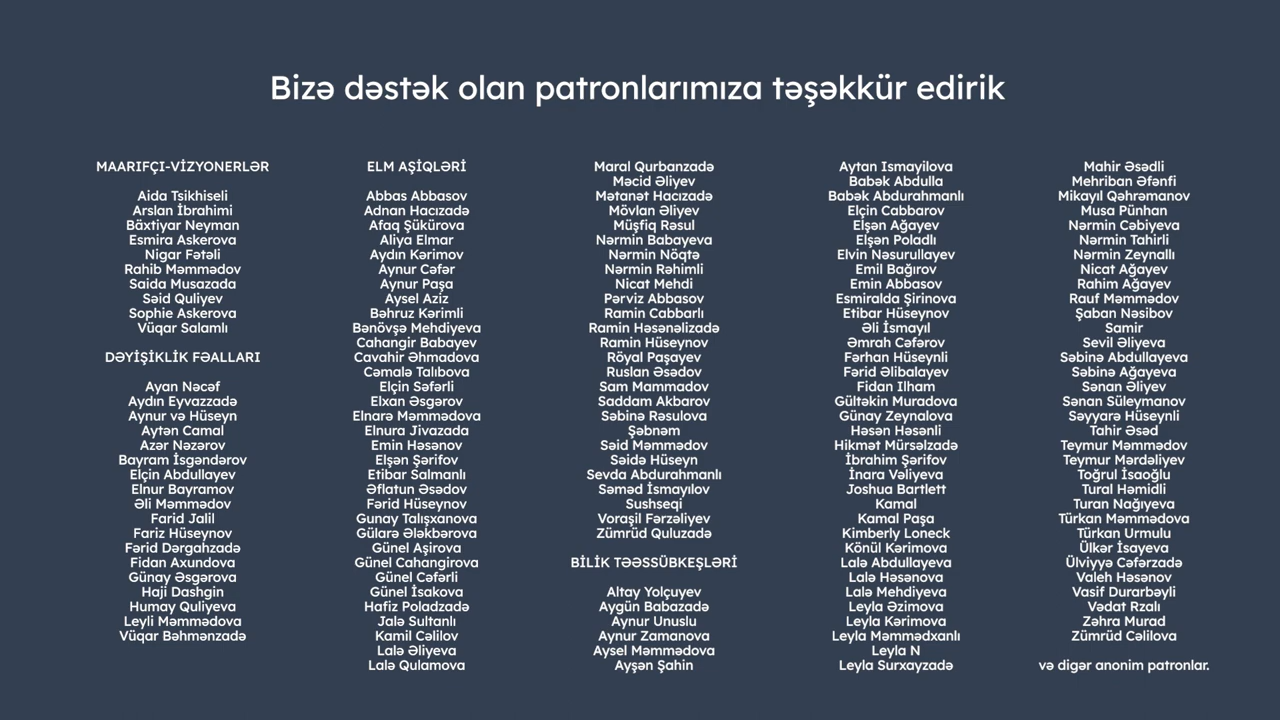 Bizə dəstək olan patronlarımıza təşəkkür edirik
MAARIFÇI-VİZYONERLƏR
Aida Tsikhiseli
Arslan İbrahimi
Bäxtiyar Neyman
Esmira Askerova
Nigar Fətəli
Rahib Məmmədov
Saida Musazada
Səid Quliyev
Sophie Askerova
Vüqar Salamlı
DƏYİŞİKLİK FƏALLARI
Ayan Nəcəf
Aydın Eyvazzadə
Aynur və Hüseyn
Aytən Camal
Azər Nəzərov
Bayram İsgəndərov
Elçin Abdullayev
Elnur Bayramov
Əli Məmmədov
Farid Jalil
Fariz Hüseynov
Fərid Dərgahzadə
Fidan Axundova
Günay Əsgərova
Haji Dashgin
Humay Quliyeva
Leyli Məmmədova
Vüqar Bəhmənzadə
ELM AŞİQLƏRİ
Abbas Abbasov
Adnan Hacızadə
Afaq Şükürova
Aliya Elmar
Aydın Kərimov
Aynur Cəfər
Aynur Paşa
Aysel Aziz
Bəhruz Kərimli
Bənövşə Mehdiyeva
Cahangir Babayev
Cavahir Əhmadova
Cəmalə Talıbova
Elçin Səfərli
Elxan Əsgərov
Elnarə Məmmədova
Elnura Jivazada
Emin Həsənov
Elşən Şərifov
Etibar Salmanlı
Əflatun Əsədov
Fərid Hüseynov
Gunay Talışxanova
Gülarə Ələkbərova
Günel Aşirova
Günel Cahangirova
Günel Cəfərli
Günel İsakova
Hafiz Poladzadə
Jalə Sultanlı
Kamil Cəlilov
Lalə Əliyeva
Lalə Qulamova
Maral Qurbanzadə
Məcid Əliyev
Mətanət Hacızadə
Mövlan Əliyev
Müşfiq Rəsul
Nərmin Babayeva
Nərmin Nöqtə
Nərmin Rəhimli
Nicat Mehdi
Pərviz Abbasov
Ramin Cabbarlı
Ramin Həsənəlizadə
Ramin Hüseynov
Röyal Paşayev
Ruslan Əsədov
Sam Mammadov
Saddam Akbarov
Səbinə Rəsulova
Şəbnəm
Səid Məmmədov
Səidə Hüseyn
Sevda Abdurahmanlı
Səməd İsmayılov
Sushseqi
Voraşil Fərzəliyev
Zümrüd Quluzadə
BİLİK TƏƏSSÜBKEŞLƏRİ
Altay Yolçuyev
Aygün Babazadə
Aynur Unuslu
Aynur Zamanova
Aysel Məmmədova
Ayşən Şahin
Aytan Ismayilova
Babək Abdulla
Babək Abdurahmanlı
Elçin Cabbarov
Elşən Ağayev
Elşən Poladlı
Elvin Nəsurullayev
Emil Bağırov
Emin Abbasov
Esmiralda Şirinova
Etibar Hüseynov
Əli İsmayıl
Əmrah Cəfərov
Fərhan Hüseynli
Fərid Əlibalayev
Fidan Ilham
Gültəkin Muradova
Günay Zeynalova
Həsən Həsənli
Hikmət Mürsəlzadə
İbrahim Şərifov
İnara Vəliyeva
Joshua Bartlett
Kamal
Kamal Paşa
Kimberly Loneck
Könül Kərimova
Lalə Abdullayeva
Lalə Həsənova
Lalə Mehdiyeva
Leyla Əzimova
Leyla Kərimova
Leyla Məmmədxanlı
Leyla N
Leyla Surxayzadə
Mahir Əsədli
Mehriban Əfənfi
Mikayıl Qəhrəmanov
Musa Pünhan
Nərmin Cəbiyeva
Nərmin Tahirli
Nərmin Zeynallı
Nicat Ağayev
Rahim Ağayev
Rauf Məmmədov
Şaban Nəsibov
Samir
Sevil Əliyeva
Səbinə Abdullayeva
Səbinə Ağayeva
Sənan Əliyev
Sənan Süleymanov
Səyyarə Hüseynli
Tahir Əsəd
Teymur Məmmədov
Teymur Mərdəliyev
Toğrul İsaoğlu
Tural Həmidli
Turan Nağıyeva
Türkan Məmmədova
Türkan Urmulu
Ülkər İsayeva
Ülviyyə Cəfərzadə
Valeh Həsənov
Vasif Durarbəyli
Vədat Rzalı
Zəhra Murad
Zümrüd Cəlilova
və digər anonim patronlar.